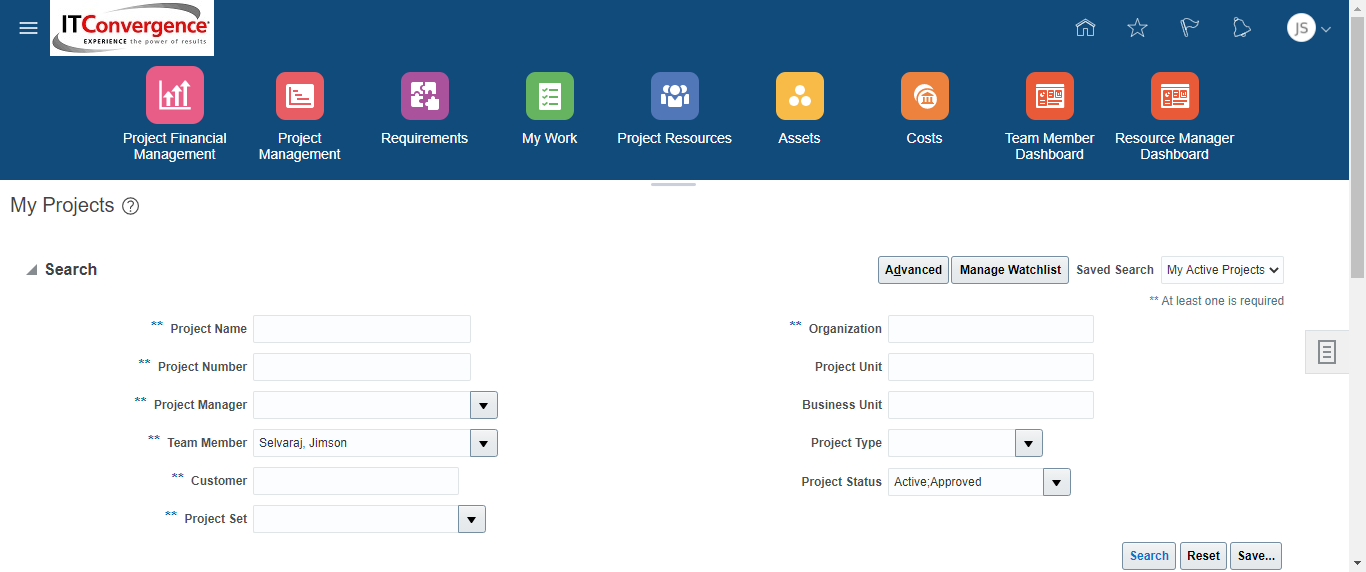 ITConvergence
EXPERIENCE the power of results
JS
Project Financial
Management
Project
Management
Requirements
My Work
Project Resources
Assets
Costs
Team Member
Dashboard
Resource Manager
Dashboard
My Projects ?
Search
Advanced Manage Watchlist Saved Search My Active Projects
** At least one is required
** Project Name
** Organization
** Project Number
Project Unit
** Project Manager
Business Unit
** Team Member Selvaraj, Jimson
Project Type
** Customer
Project Status Active;Approved
** Project Set
Search Reset Save...